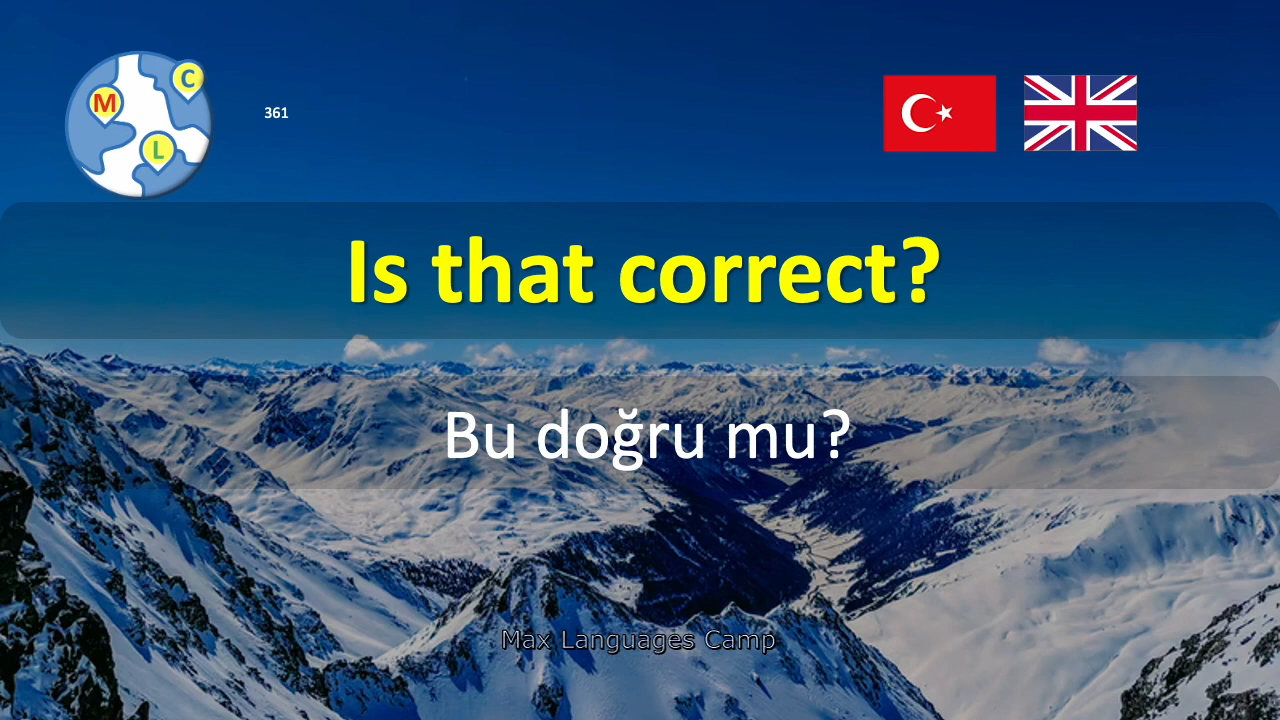 C
M
L
361
Is that correct?
Bu doğru mu?
Max Languages Camp